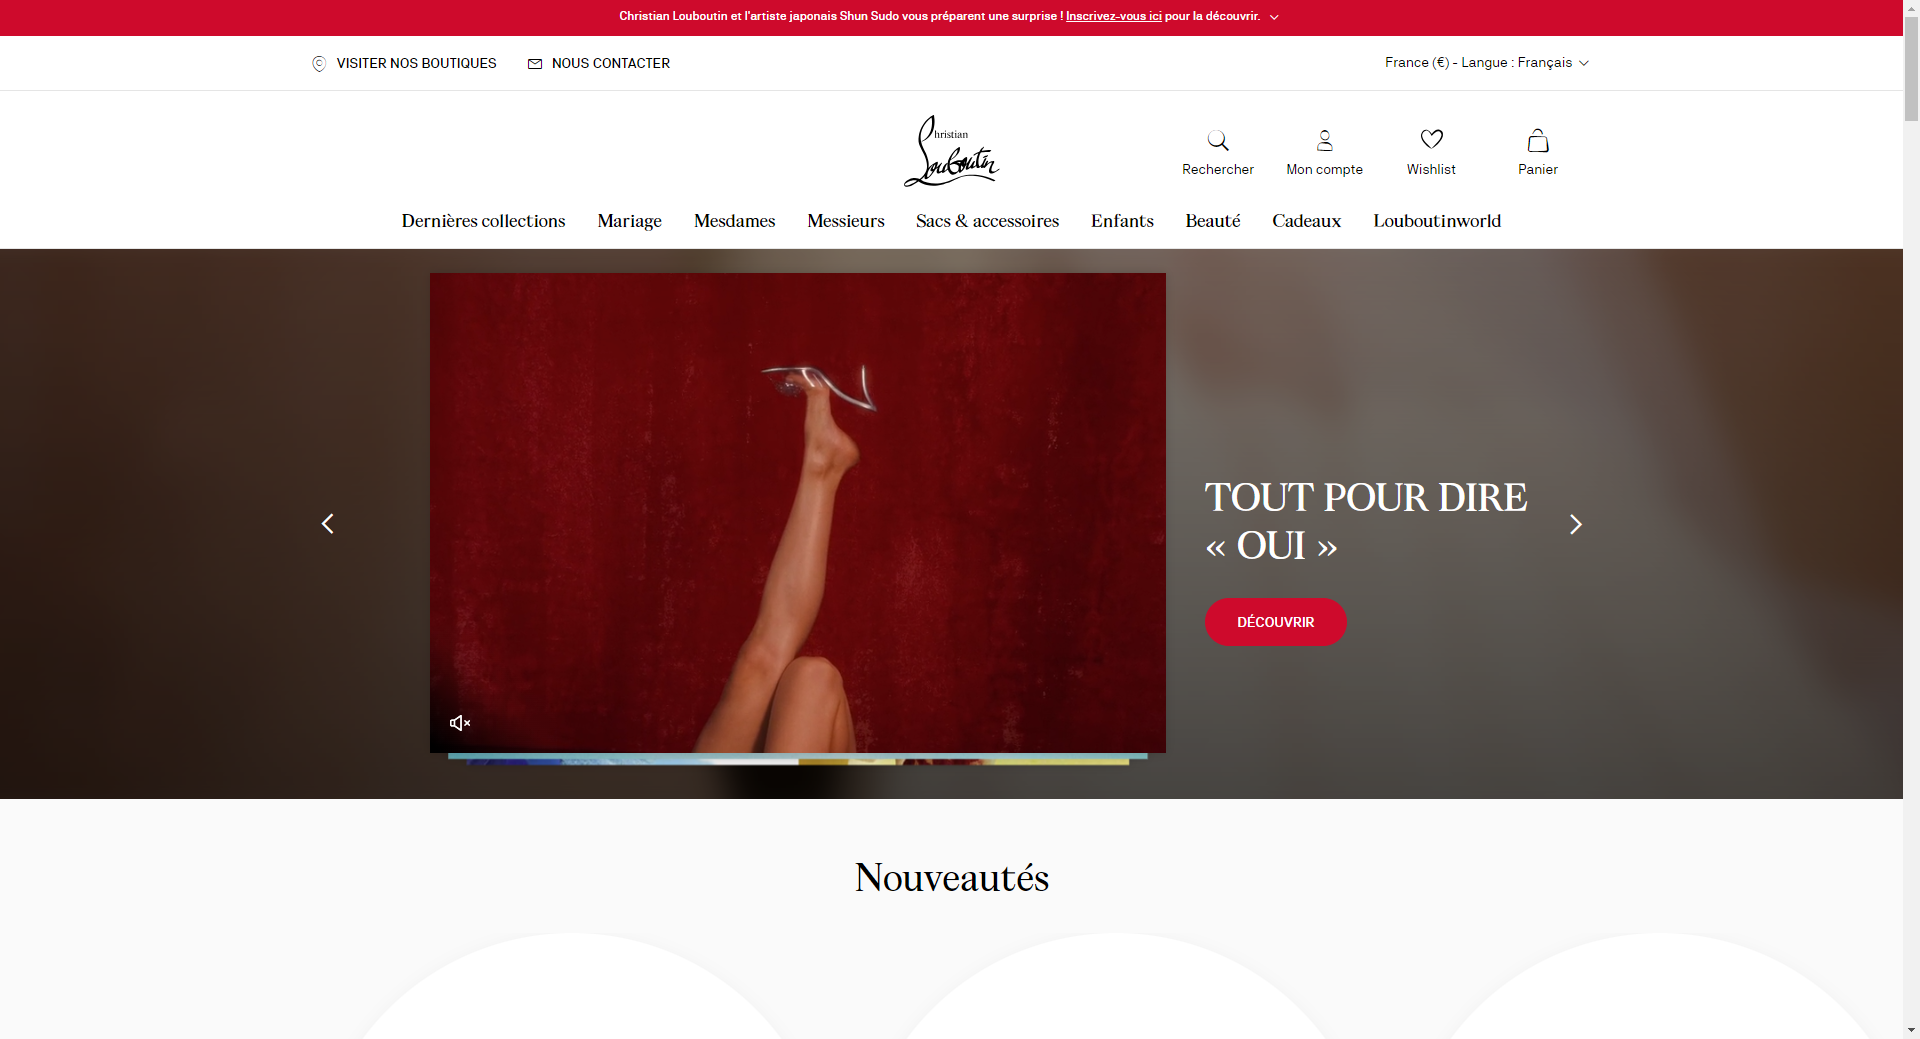 Christian Louboutin et l'artiste japonais Shun Sudo vous préparent une surprise ! Inscrivez-vous ici pour la découvrir.
VISITER NOS BOUTIQUES
NOUS CONTACTER
France (€) - Langue : Français
Christian
Louboutin
Rechercher
Mon compte
Wishlist
Panier
Dernières collections
Mariage
Mesdames
Messieurs
Sacs & accessoires
Enfants
Beauté
Cadeaux
Louboutinworld
TOUT POUR DIRE
« OUI »
DÉCOUVRIR
Nouveautés